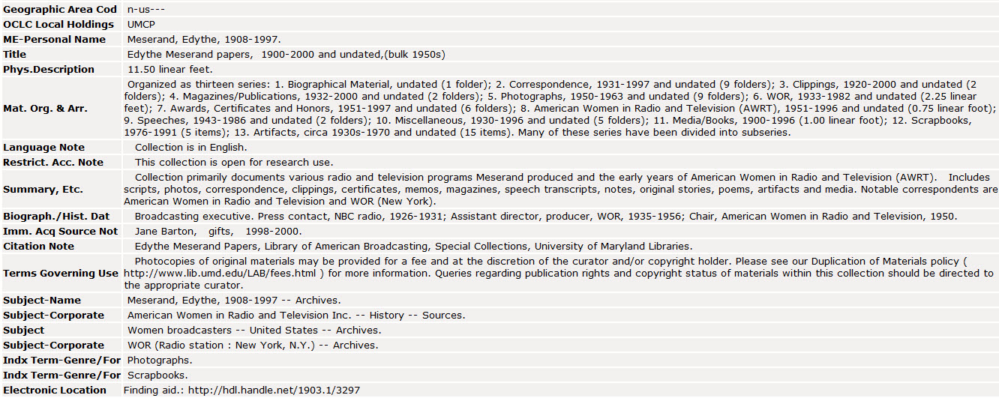 Geographic Area Cod n-us---
OCLC Local Holdings UMCP
ME-Personal Name Meserand, Edythe, 1908-1997.
Title Edythe Meserand papers, 1900-2000 and undated,(bulk 1950s)
Phys.Description 11.50 linear feet.
Mat. Org. & Arr. Organized as thirteen series: 1. Biographical Material, undated (1 folder); 2. Correspondence, 1931-1997 and undated (9 folders); 3. Clippings, 1920-2000 and undated (2
folders); 4. Magazines/Publications, 1932-2000 and undated (2 folders); 5. Photographs, 1950-1963 and undated (9 folders); 6. WOR, 1933-1982 and undated (2.25 linear
feet); 7. Awards, Certificates and Honors, 1951-1997 and undated (6 folders); 8. American Women in Radio and Television (AWRT), 1951-1996 and undated (0.75 linear foot);
9. Speeches, 1943-1986 and undated (2 folders); 10. Miscellaneous, 1930-1996 and undated (5 folders); 11. Media/Books, 1900-1996 (1.00 linear foot); 12. Scrapbooks,
1976-1991 (5 items); 13. Artifacts, circa 1930s-1970 and undated (15 items). Many of these series have been divided into subseries.
Language Note Collection is in English.
Restrict. Acc. Note This collection is open for research use.
Summary, Etc. Collection primarily documents various radio and television programs Meserand produced and the early years of American Women in Radio and Television (AWRT). Includes
scripts, photos, correspondence, clippings, certificates, memos, magazines, speech transcripts, notes, original stories, poems, artifacts and media. Notable correspondents are
American Women in Radio and Television and WOR (New York).
Biograph./Hist. Dat Broadcasting executive. Press contact, NBC radio, 1926-1931; Assistant director, producer, WOR, 1935-1956; Chair, American Women in Radio and Television, 1950.
Imm. Acq Source Not Jane Barton, gifts, 1998-2000.
Citation Note Edythe Meserand Papers, Library of American Broadcasting, Special Collections, University of Maryland Libraries.
Terms Governing Use Photocopies of original materials may be provided for a fee and at the discretion of the curator and/or copyright holder. Please see our Duplication of Materials policy (
http://www.lib.umd.edu/LAB/fees.html ) for more information. Queries regarding publication rights and copyright status of materials within this collection should be directed to
the appropriate curator.
Subject-Name Meserand, Edythe, 1908-1997 -- Archives.
Subject-Corporate American Women in Radio and Television Inc. -- History -- Sources.
Subject Women broadcasters -- United States -- Archives.
Subject-Corporate WOR (Radio station : New York, N.Y.) -- Archives.
Indx Term-Genre/For Photographs.
Indx Term-Genre/For Scrapbooks.
Electronic Location Finding aid.: http://hdl.handle.net/1903.1/3297